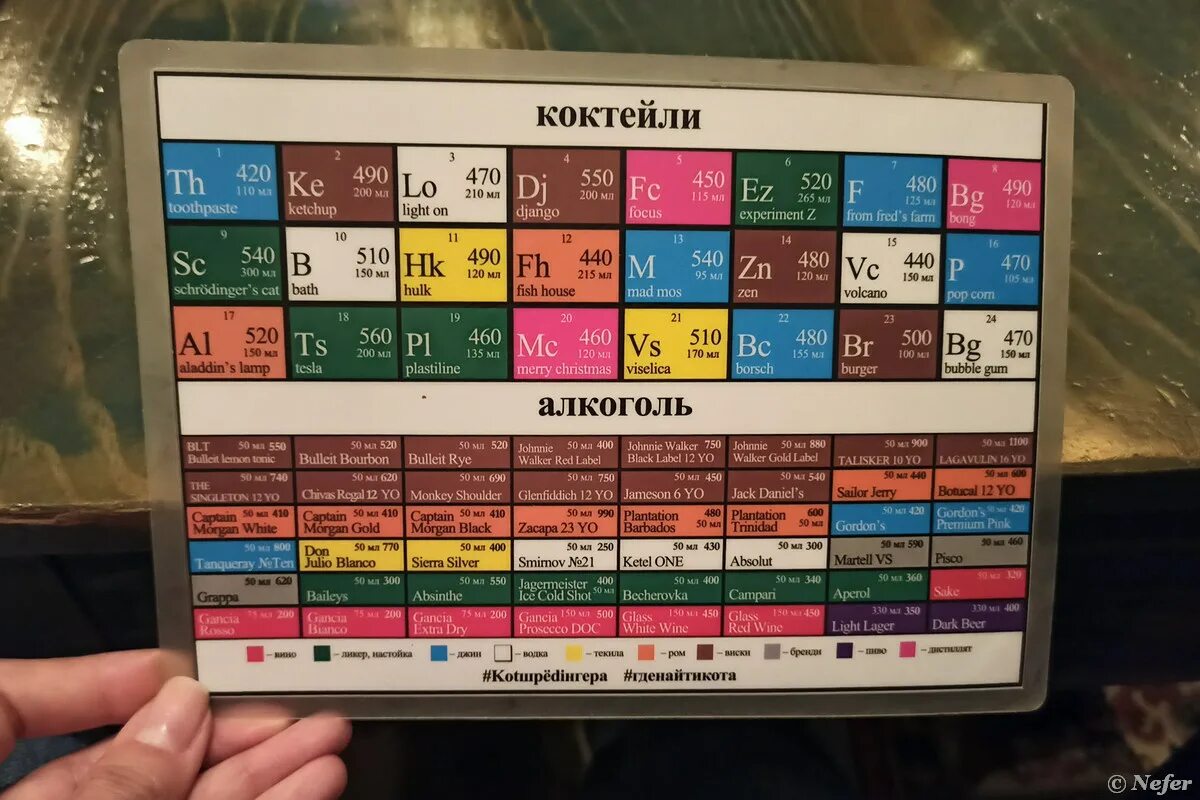 коктейли
1 2 3 4 5 6 7 8
Th 420 Ke 490 Lo 470 Dj 550 Fc 450 Ez 520 F 480 Bg 490
110 мл 200 мл 210 мл 200 мл 115 мл 265 мл 125 мл 120 мл
toothpaste ketchup light on django focus experiment Z from fred's farm bong
9 10 11 12 13 14 15 16
Sc 540 B 510 Hk 490 Fh 440 M 540 Zn 480 Vc 440 P 470
300 мл 150 мл 120 мл 215 мл 95 мл 120 мл 150 мл 105 мл
schrödinger's cat bath hulk fish house mad mos zen volcano pop corn
17 18 19 20 21 22 23 24
Al 520 Ts 560 Pl 460 Mc 460 Vs 510 Bc 480 Br 500 Bg 470
150 мл 200 мл 135 мл 120 мл 170 мл 155 мл 100 мл 150 мл
aladdin's lamp tesla plastiline merry christmas viselica borsch burger bubble gum
алкоголь
BLT 50 мл 550 50 мл 520 50 мл 520 Johnnie 50 мл 400 Johnnie Walker 750 Johnnie 50 мл 880 50 мл 900 50 мл 1100
Bulleit lemon tonic Bulleit Bourbon Bulleit Rye Walker Red Label Black Label 12 YO Walker Gold Label TALISKER 10 YO LAGAVULIN 16 YO
THE 50 мл 740 50 мл 620 50 мл 690 50 мл 750 50 мл 450 50 мл 540 50 мл 440 50 мл 600
SINGLETON 12 YO Chivas Regal 12 YO Monkey Shoulder Glenfiddich 12 YO Jameson 6 YO Jack Daniel's Sailor Jerry Botucal 12 YO
Captain 50 мл 410 Captain 50 мл 410 Captain 50 мл 410 50 мл 990 Plantation 480 Plantation 600 50 мл 420 Gordon's 50 мл 420
Morgan White Morgan Gold Morgan Black Zacapa 23 YO Barbados 50 мл Trinidad 50 мл Gordon's Premium Pink
50 мл 800 Don 50 мл 770 50 мл 400 50 мл 250 50 мл 430 50 мл 300 50 мл 590 50 мл 460
Tanqueray №Ten Julio Blanco Sierra Silver Smirnov №21 Ketel ONE Absolut Martell VS Pisco
50 мл 620 50 мл 300 50 мл 550 Jagermeister 400 50 мл 400 50 мл 340 50 мл 360 50 мл 320
Grappa Baileys Absinthe Ice Cold Shot 50 мл Becherovka Campari Aperol Sake
Gancia 75 мл 200 Gancia 75 мл 200 Gancia 75 мл 200 Gancia 150 мл 500 Glass 150 мл 450 Glass 150 мл 450 330 мл 350 330 мл 400
Rosso Bianco Extra Dry Prosecco DOC White Wine Red Wine Light Lager Dark Beer
– вино – ликер, настойка – джин – водка – текила – ром – виски – бренди – пиво – дистиллят
#Kotшрёdiнгера #гденайтикота
© Nefer